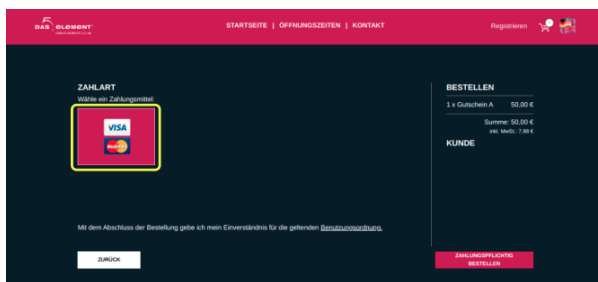 5
DAS ELEMENT
STARTSEITE | ÖFFNUNGSZEITEN | KONTAKT
Registrieren
ZAHLART
Wähle ein Zahlungsmittel:
VISA
BESTELLEN
1 x Gutschein A 50,00 €
Summe: 50,00 €
inkl. MwSt.: 7,98 €
KUNDE
Mit dem Abschluss der Bestellung gebe ich mein Einverständnis für die geltenden Benutzungsordnung.
ZURÜCK
ZAHLUNGSPFLICHTIG
BESTELLEN